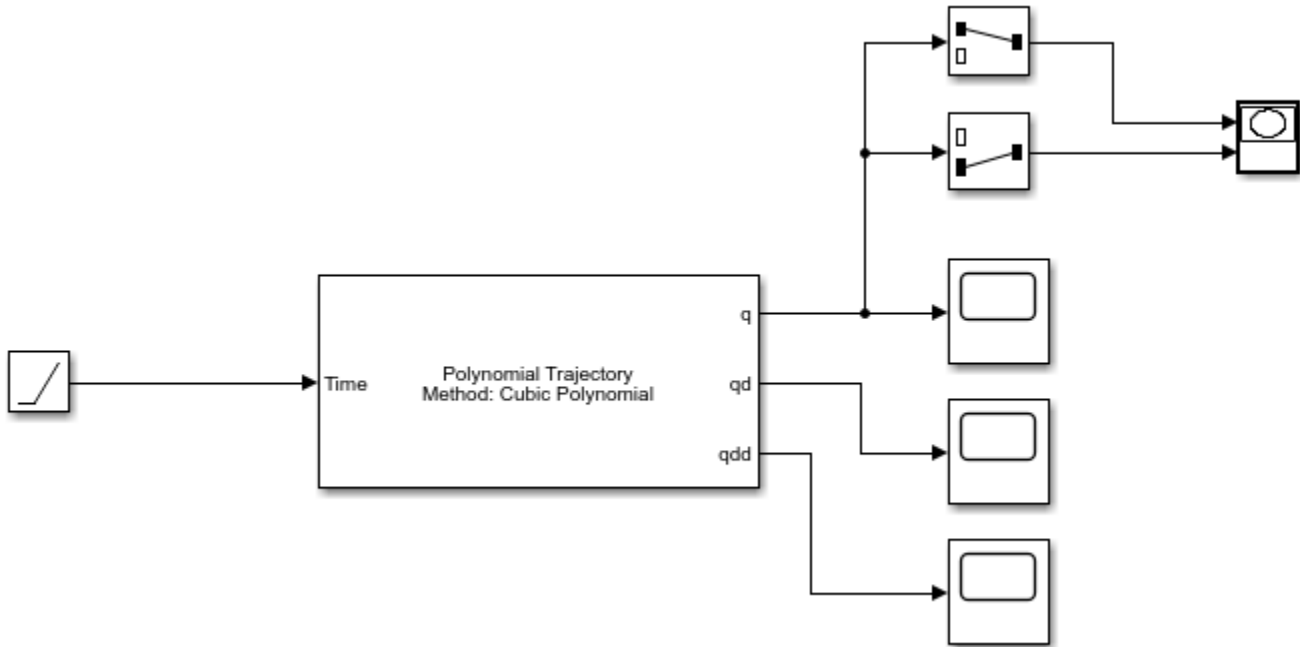 q
Time
Polynomial Trajectory
Method: Cubic Polynomial
qd
qdd